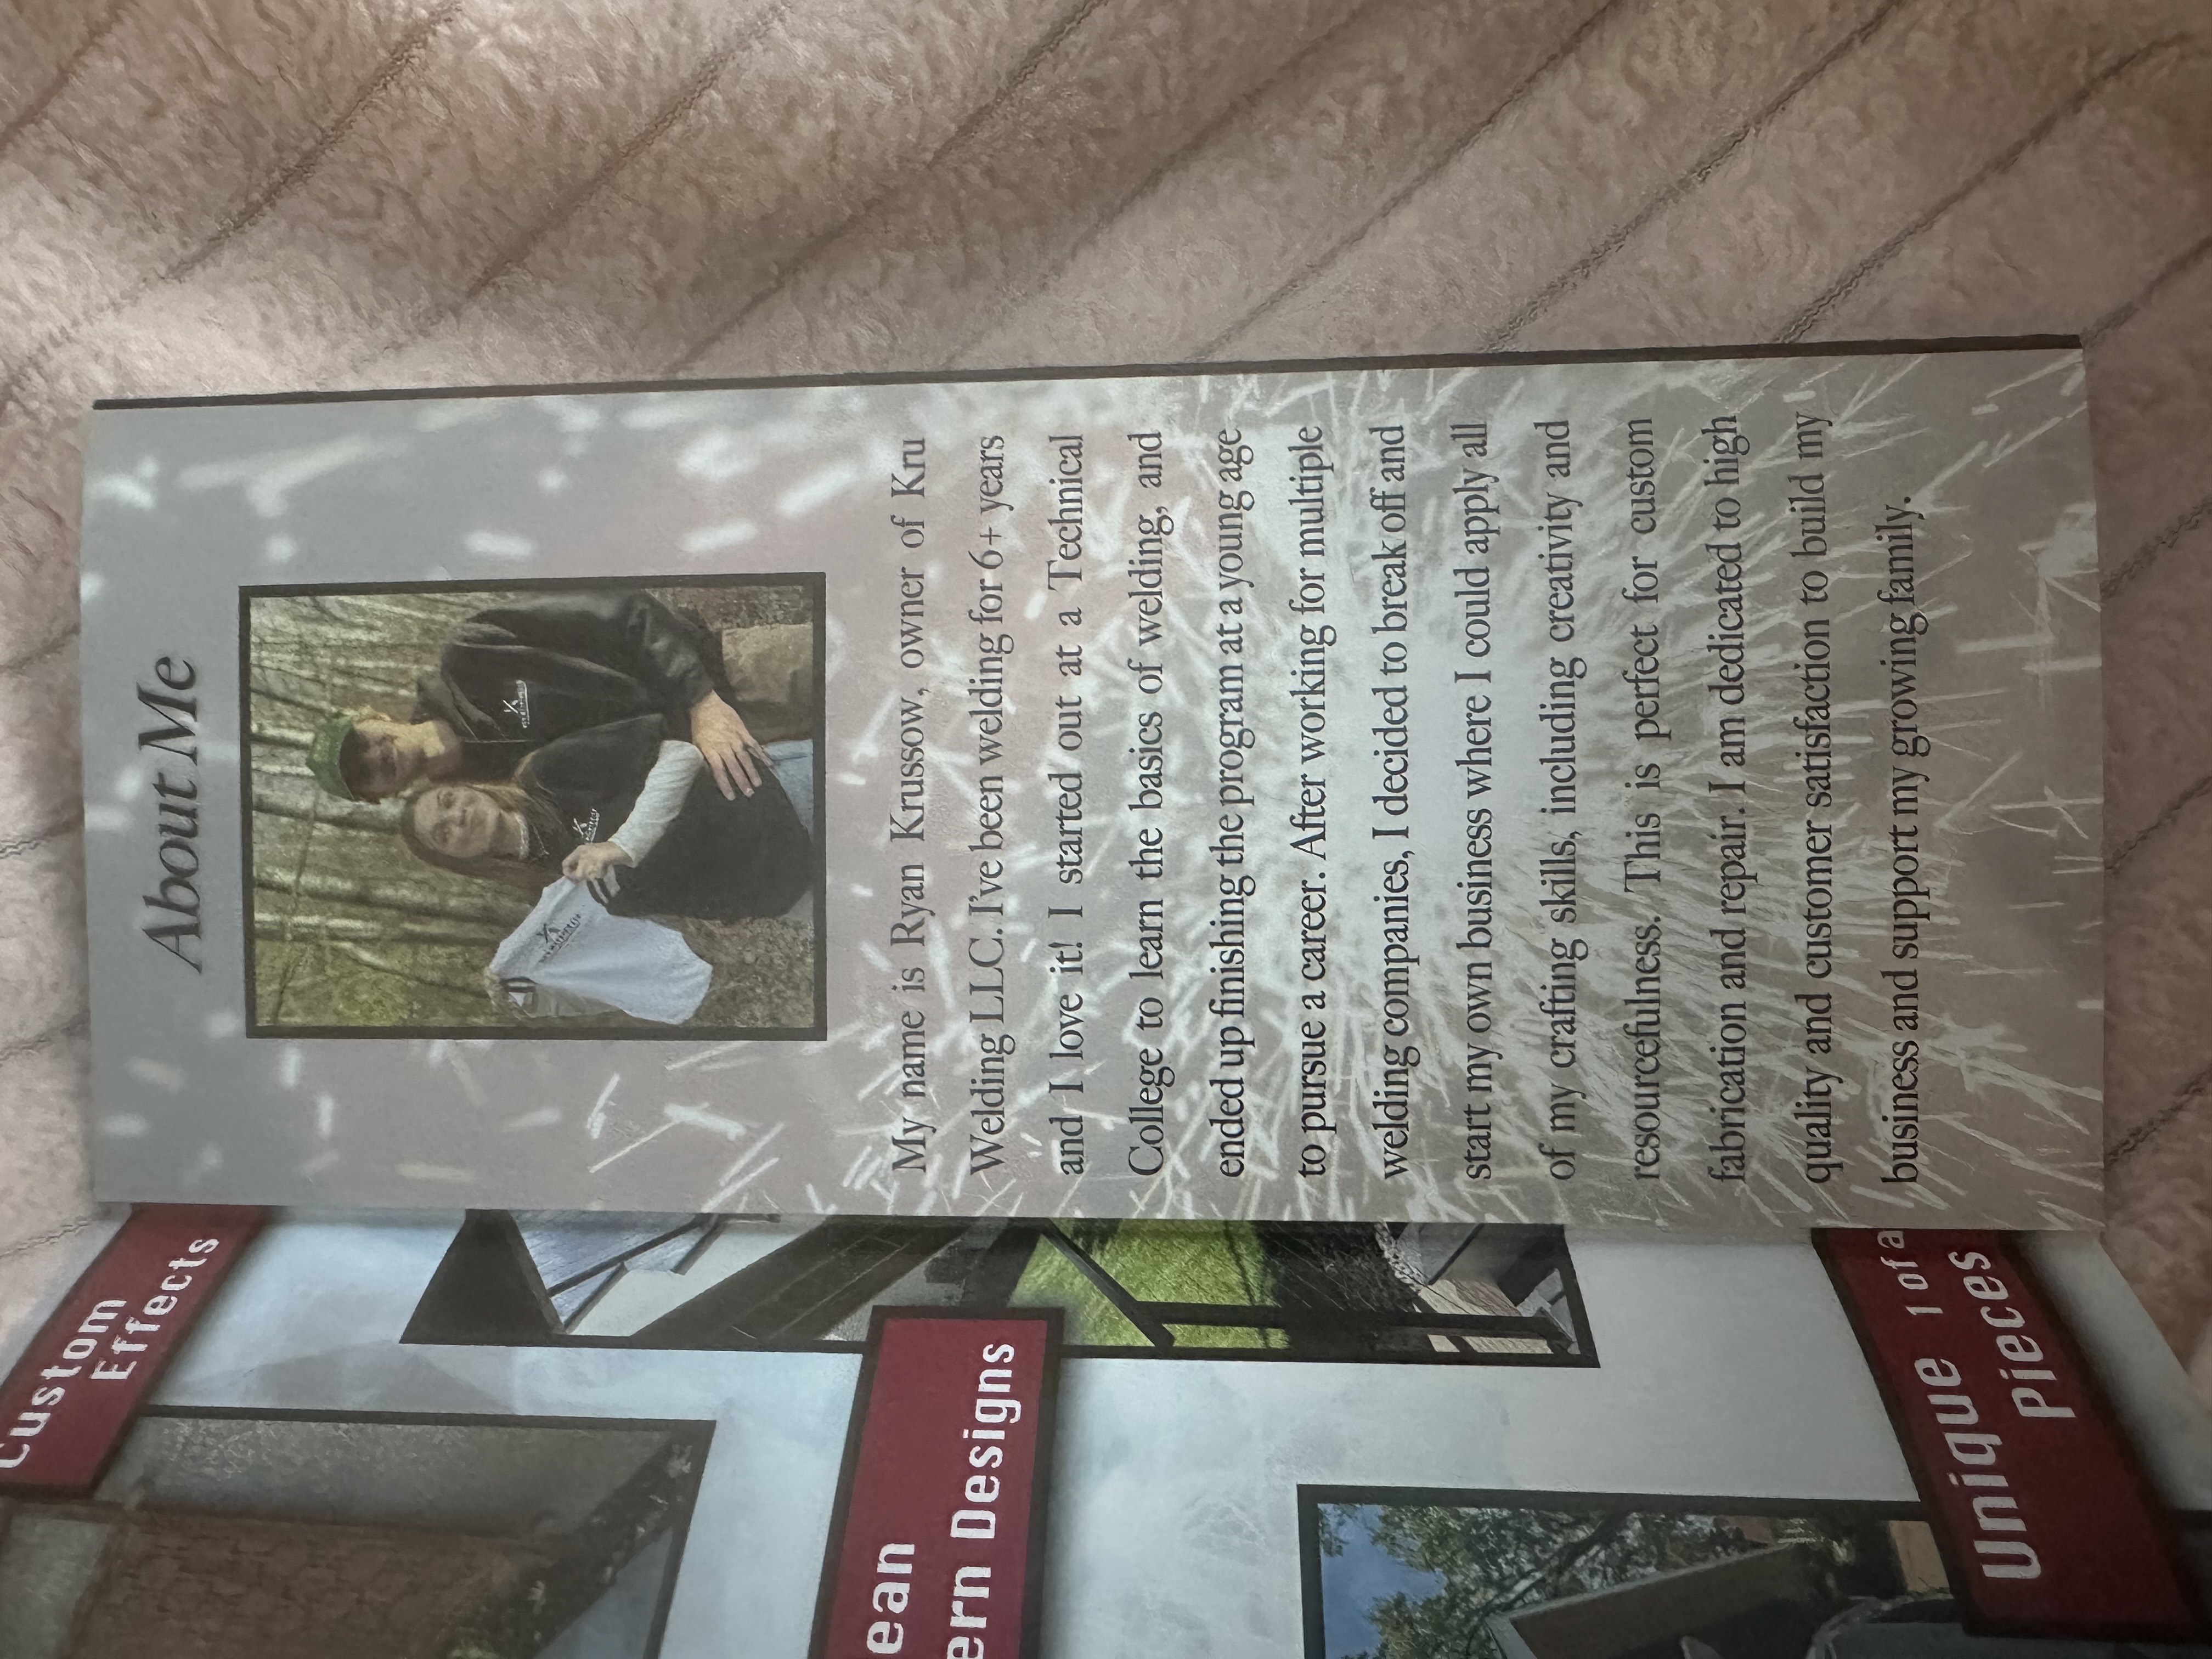 Custom
Effects
ean
ern Designs
Unique 1 of a
Pieces
About Me
My name is Ryan Krussow, owner of Kru
Welding LLC. I've been welding for 6+ years
and I love it! I started out at a Technical
College to learn the basics of welding, and
ended up finishing the program at a young age
to pursue a career. After working for multiple
welding companies, I decided to break off and
start my own business where I could apply all
of my crafting skills, including creativity and
resourcefulness. This is perfect for custom
fabrication and repair. I am dedicated to high
quality and customer satisfaction to build my
business and support my growing family.